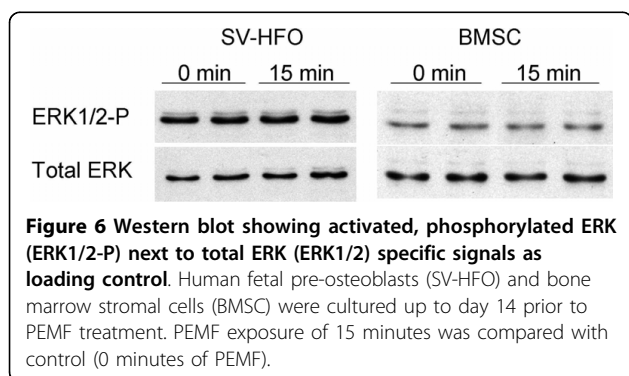 SV-HFO BMSC
0 min 15 min 0 min 15 min
ERK1/2-P
Total ERK
Figure 6 Western blot showing activated, phosphorylated ERK
(ERK1/2-P) next to total ERK (ERK1/2) specific signals as
loading control. Human fetal pre-osteoblasts (SV-HFO) and bone
marrow stromal cells (BMSC) were cultured up to day 14 prior to
PEMF treatment. PEMF exposure of 15 minutes was compared with
control (0 minutes of PEMF).